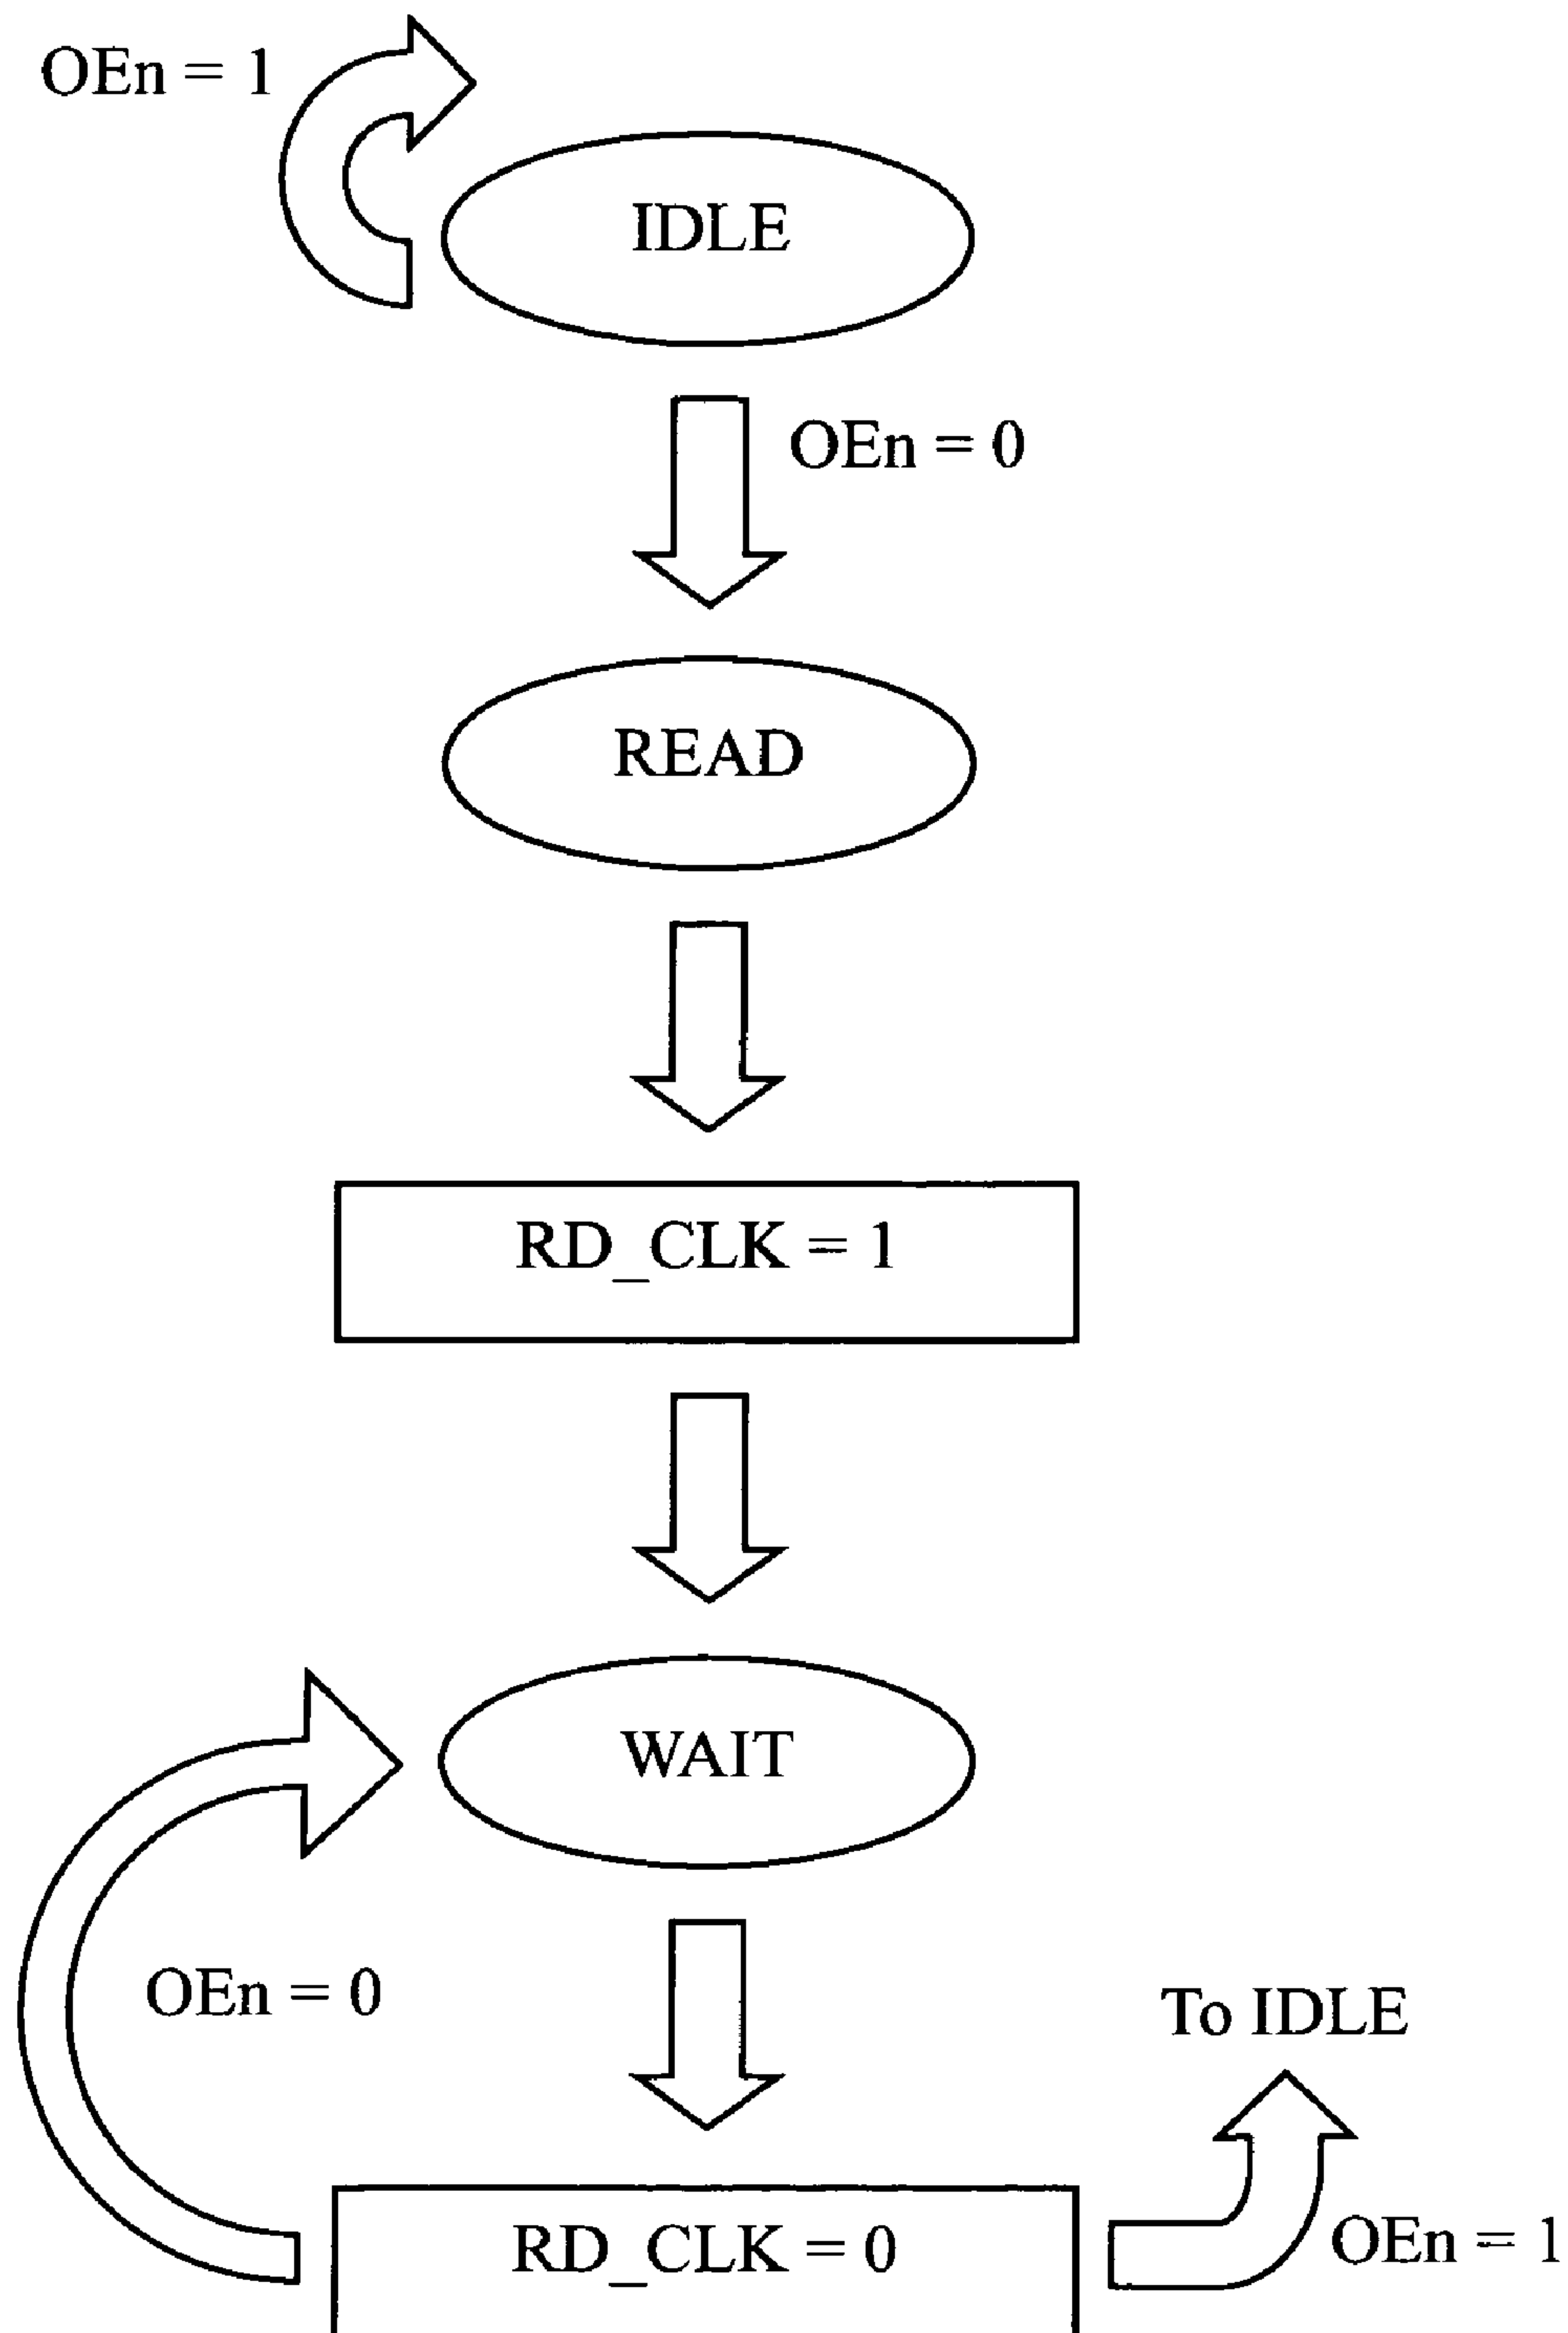 OEn = 1
IDLE
OEn = 0
READ
RD_CLK = 1
WAIT
OEn = 0
To IDLE
RD_CLK = 0
OEn = 1